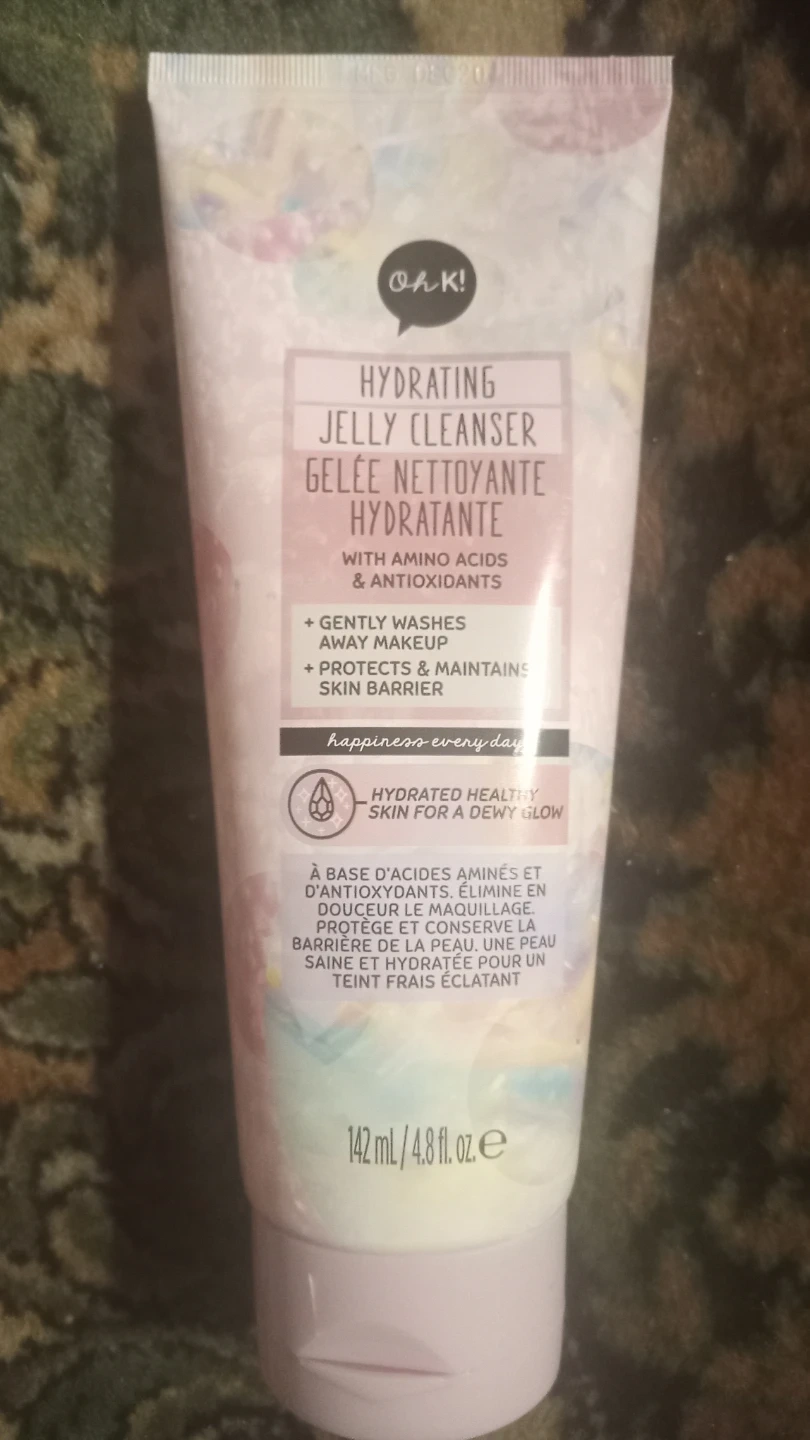 Oh K!
HYDRATING
JELLY CLEANSER
GELÉE NETTOYANTE
HYDRATANTE
WITH AMINO ACIDS
& ANTIOXIDANTS
+ GENTLY WASHES
AWAY MAKEUP
+ PROTECTS & MAINTAINS
SKIN BARRIER
happiness every day
HYDRATED HEALTHY
SKIN FOR A DEWY GLOW
À BASE D'ACIDES AMINÉS ET
D'ANTIOXYDANTS. ÉLIMINE EN
DOUCEUR LE MAQUILLAGE.
PROTÈGE ET CONSERVE LA
BARRIÈRE DE LA PEAU. UNE PEAU
SAINE ET HYDRATÉE POUR UN
TEINT FRAIS ÉCLATANT
142 mL / 4.8 fl. oz. e